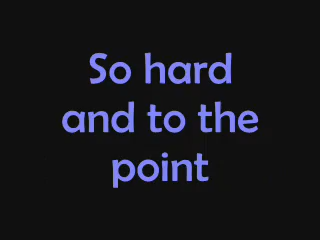 So hard
and to the
point